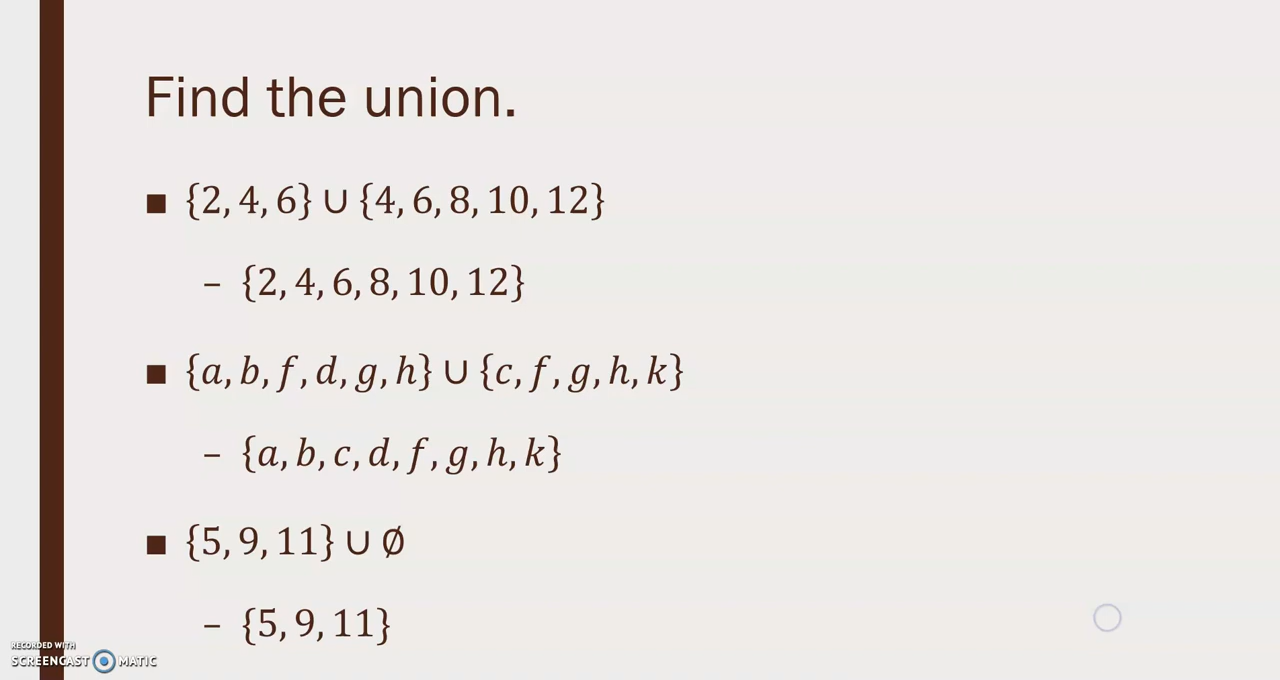 Find the union.
■ {2, 4, 6} ∪ {4, 6, 8, 10, 12}
– {2, 4, 6, 8, 10, 12}
■ {a, b, f, d, g, h} ∪ {c, f, g, h, k}
– {a, b, c, d, f, g, h, k}
■ {5, 9, 11} ∪ ∅
– {5, 9, 11}
RECORDED WITH
SCREENCAST MATIC